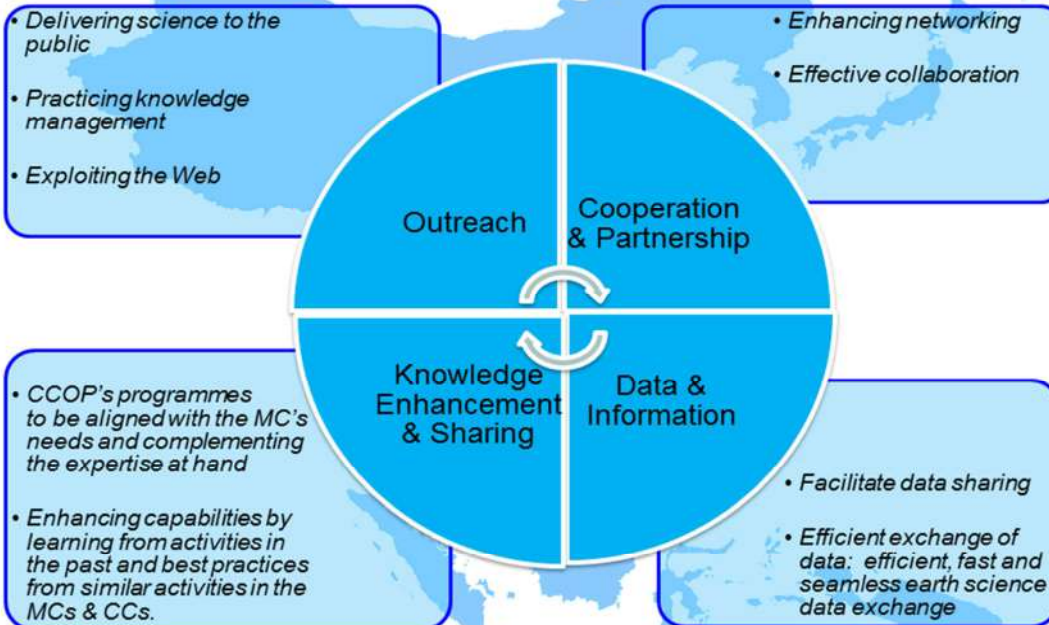 • Delivering science to the
public
• Practicing knowledge
management
• Exploiting the Web
• Enhancing networking
• Effective collaboration
Outreach
Cooperation
& Partnership
Knowledge
Enhancement
& Sharing
Data &
Information
• CCOP's programmes
to be aligned with the MC's
needs and complementing
the expertise at hand
• Enhancing capabilities by
learning from activities in
the past and best practices
from similar activities in the
MCs & CCs.
• Facilitate data sharing
• Efficient exchange of
data: efficient, fast and
seamless earth science
data exchange